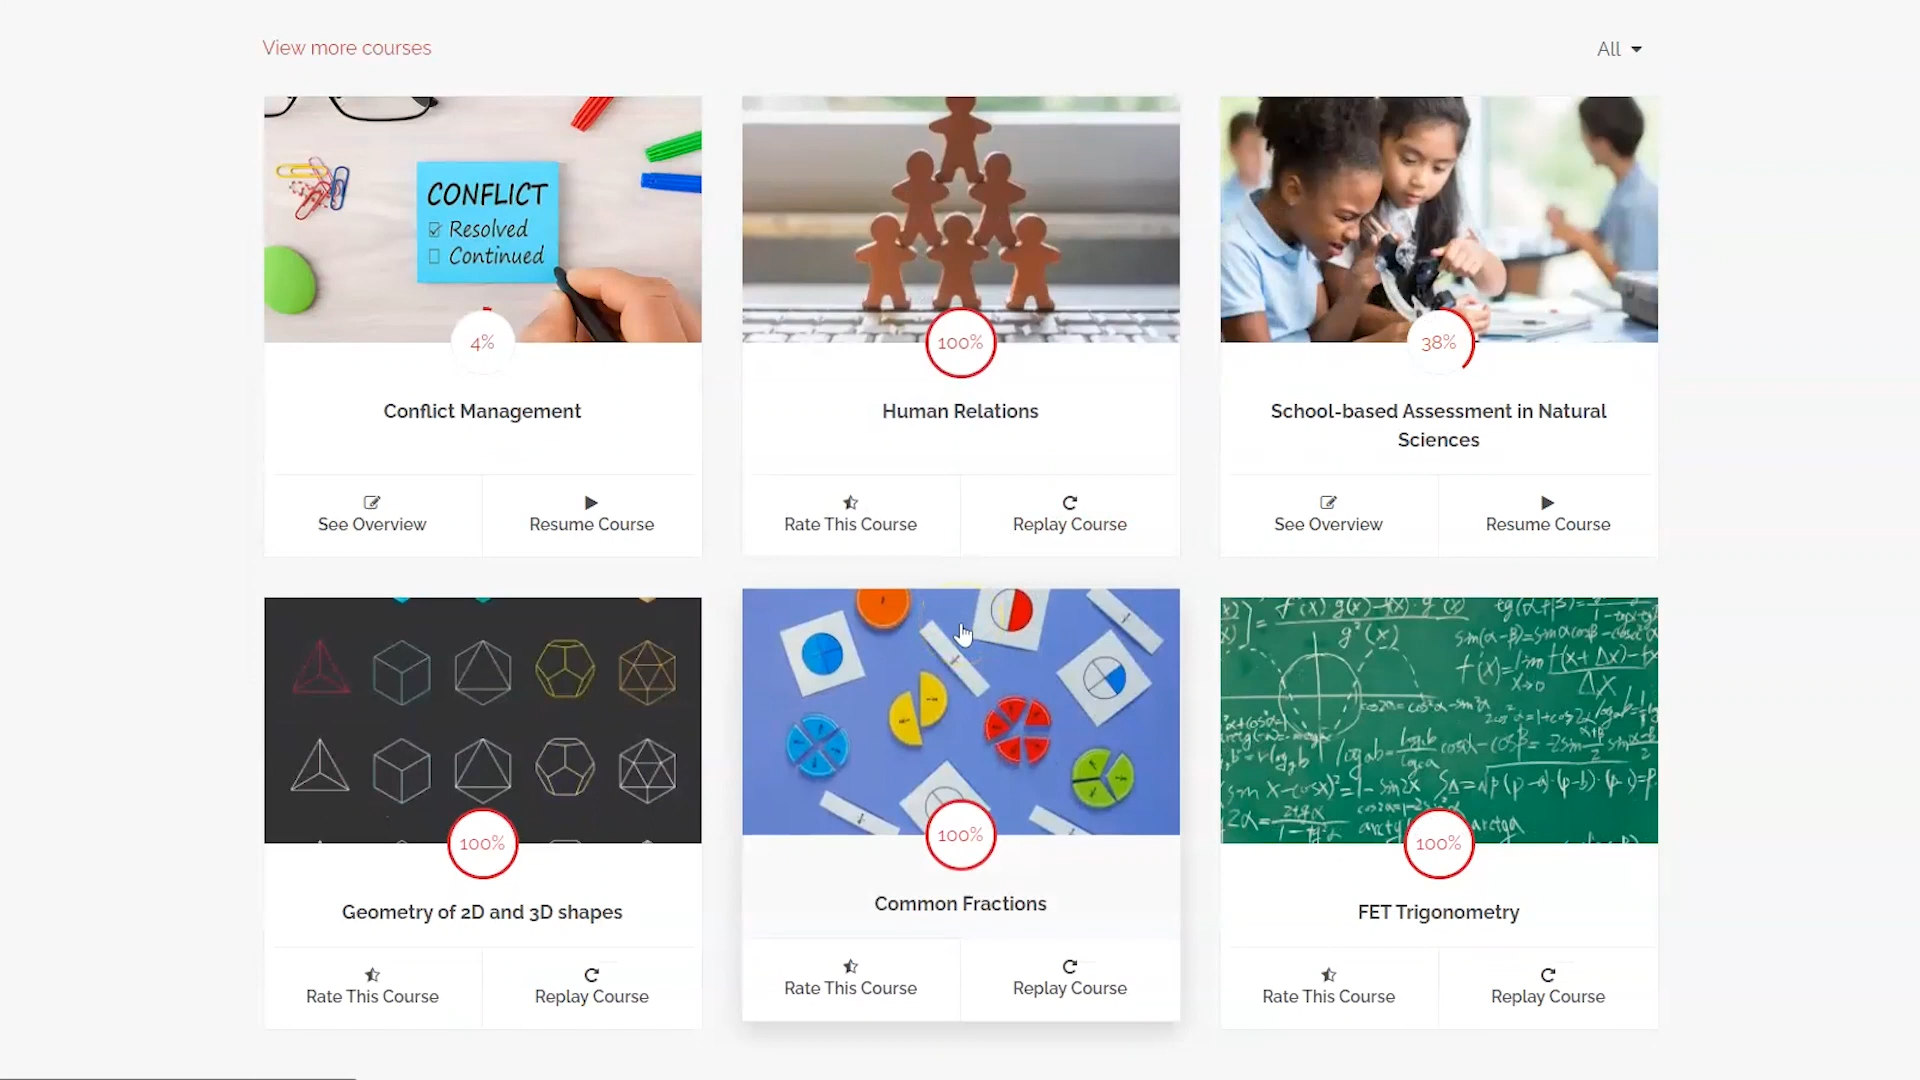 View more courses
All
CONFLICT
Resolved
Continued
4%
100%
38%
Conflict Management
Human Relations
School-based Assessment in Natural
Sciences
See Overview
Resume Course
Rate This Course
Replay Course
See Overview
Resume Course
100%
100%
100%
Geometry of 2D and 3D shapes
Common Fractions
FET Trigonometry
Rate This Course
Replay Course
Rate This Course
Replay Course
Rate This Course
Replay Course